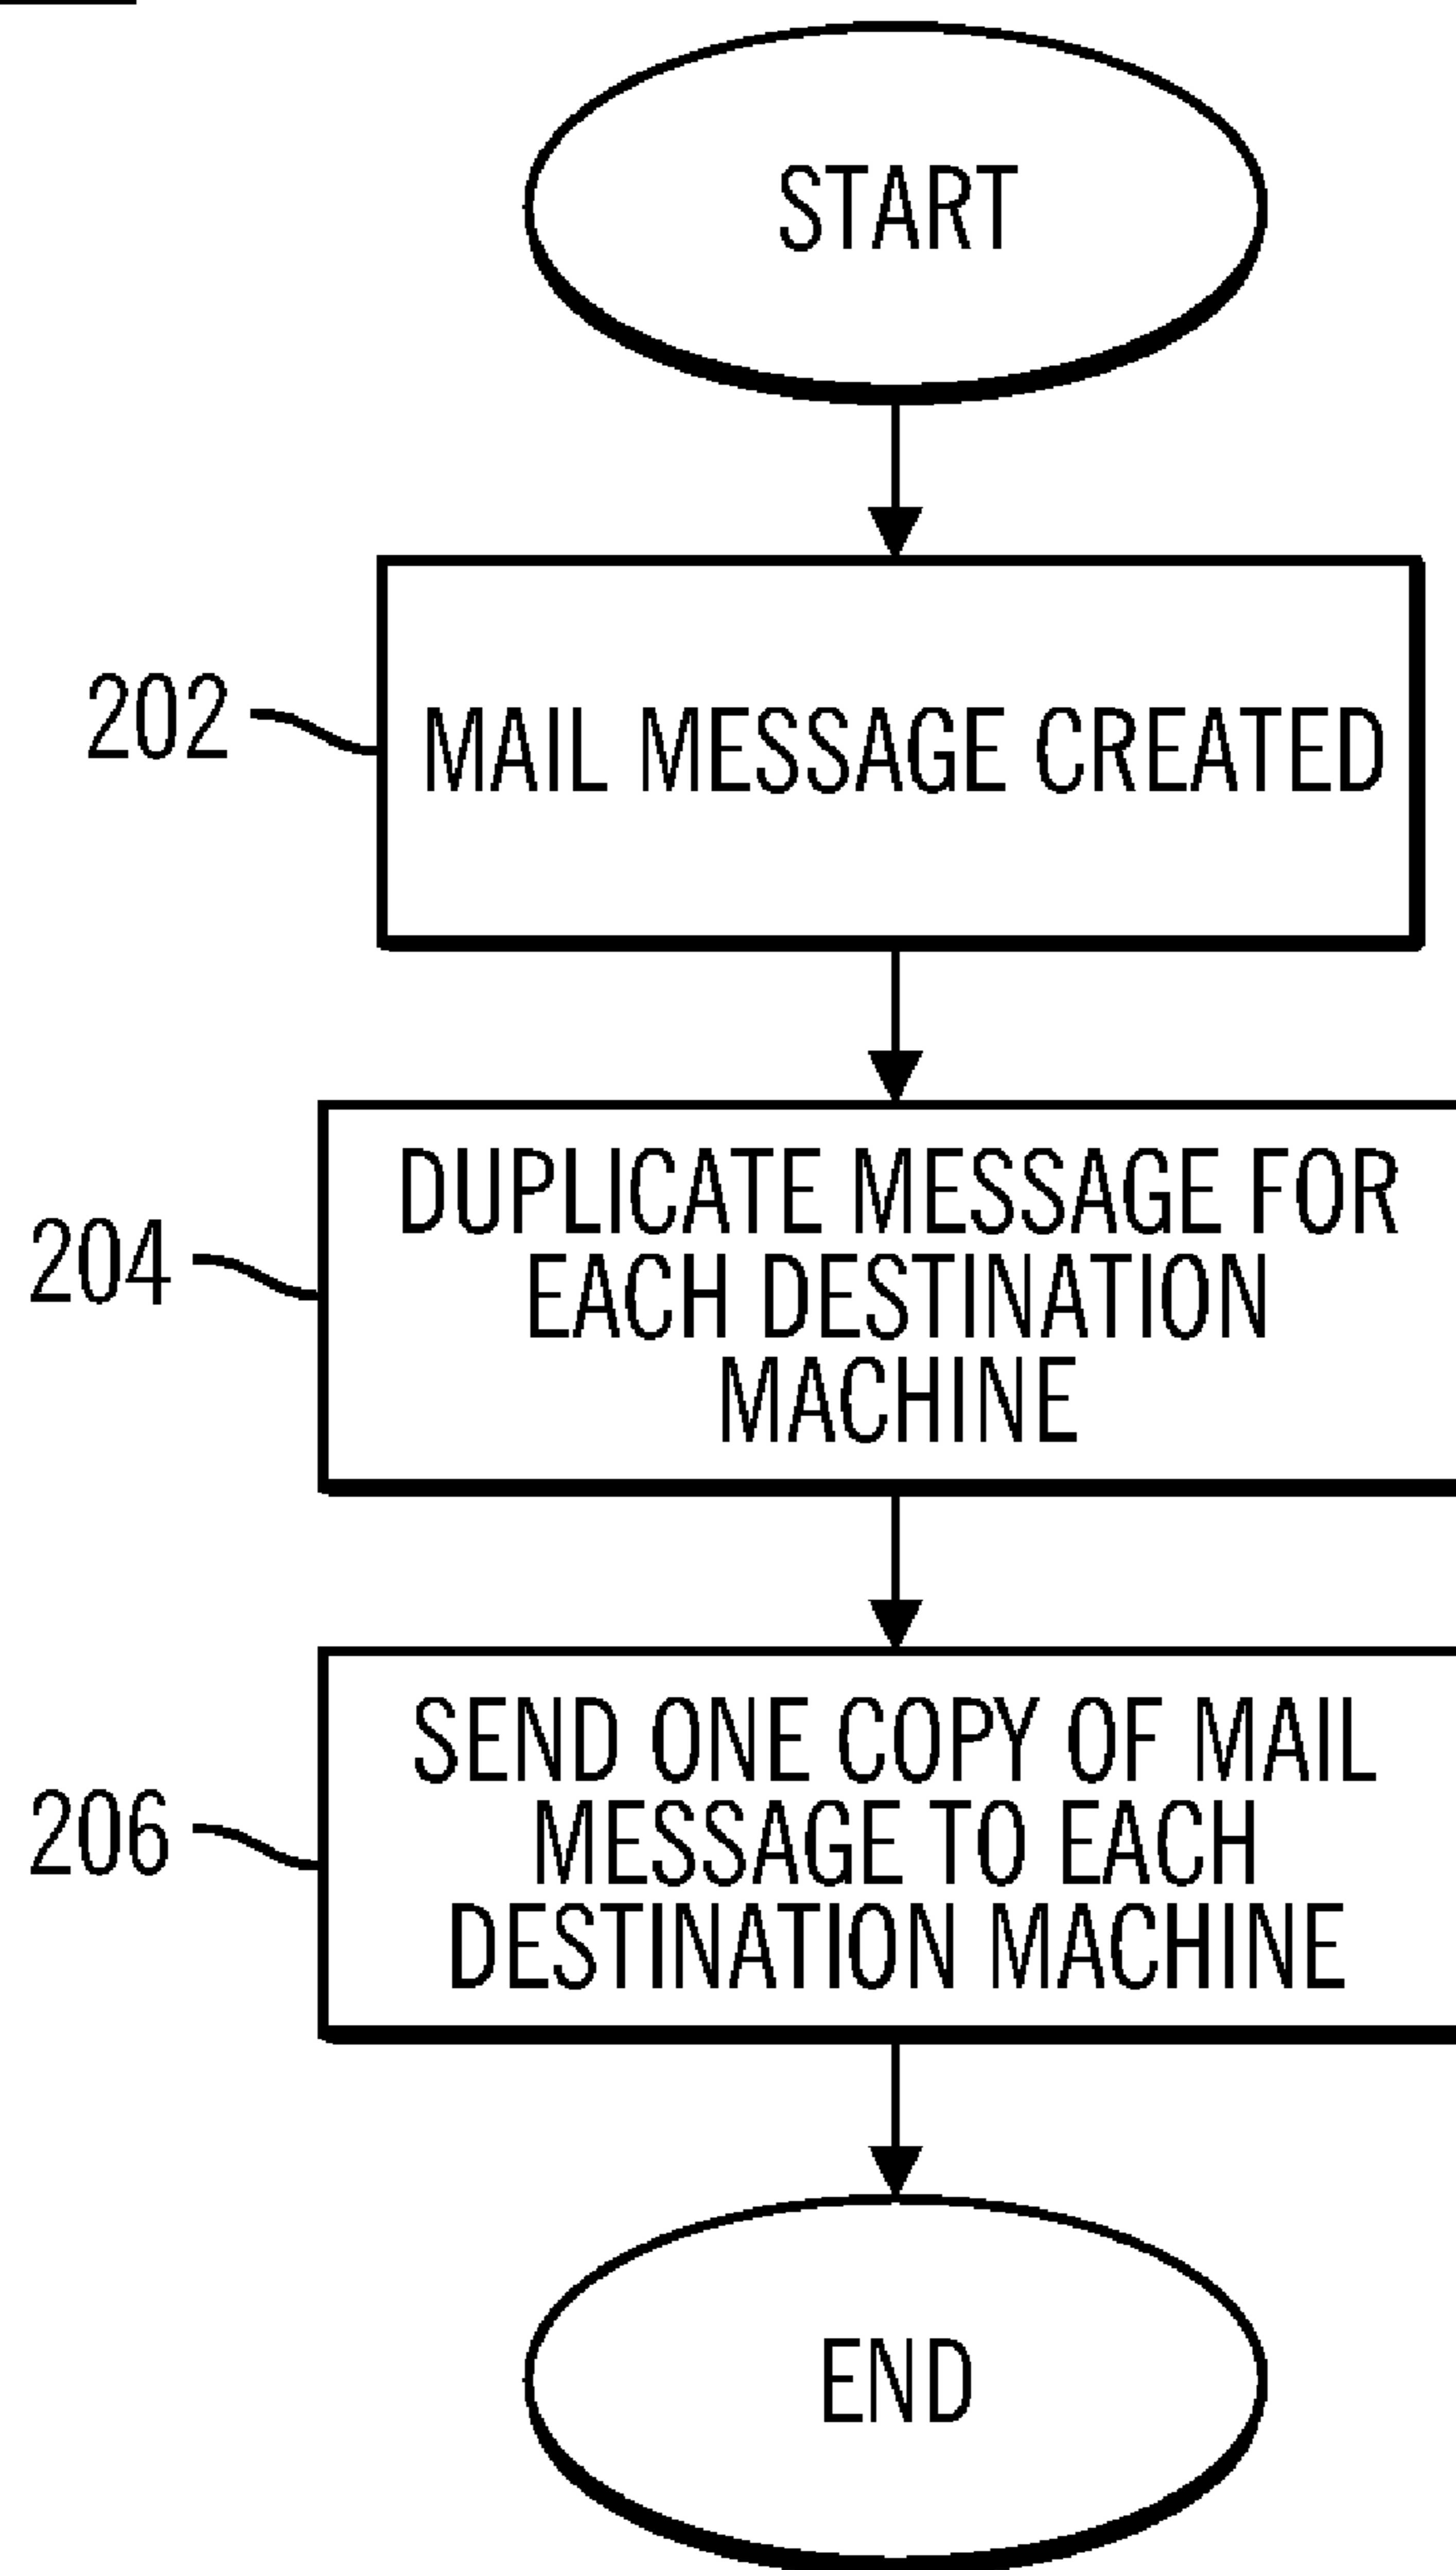 START
202
MAIL MESSAGE CREATED
204
DUPLICATE MESSAGE FOR
EACH DESTINATION
MACHINE
206
SEND ONE COPY OF MAIL
MESSAGE TO EACH
DESTINATION MACHINE
END